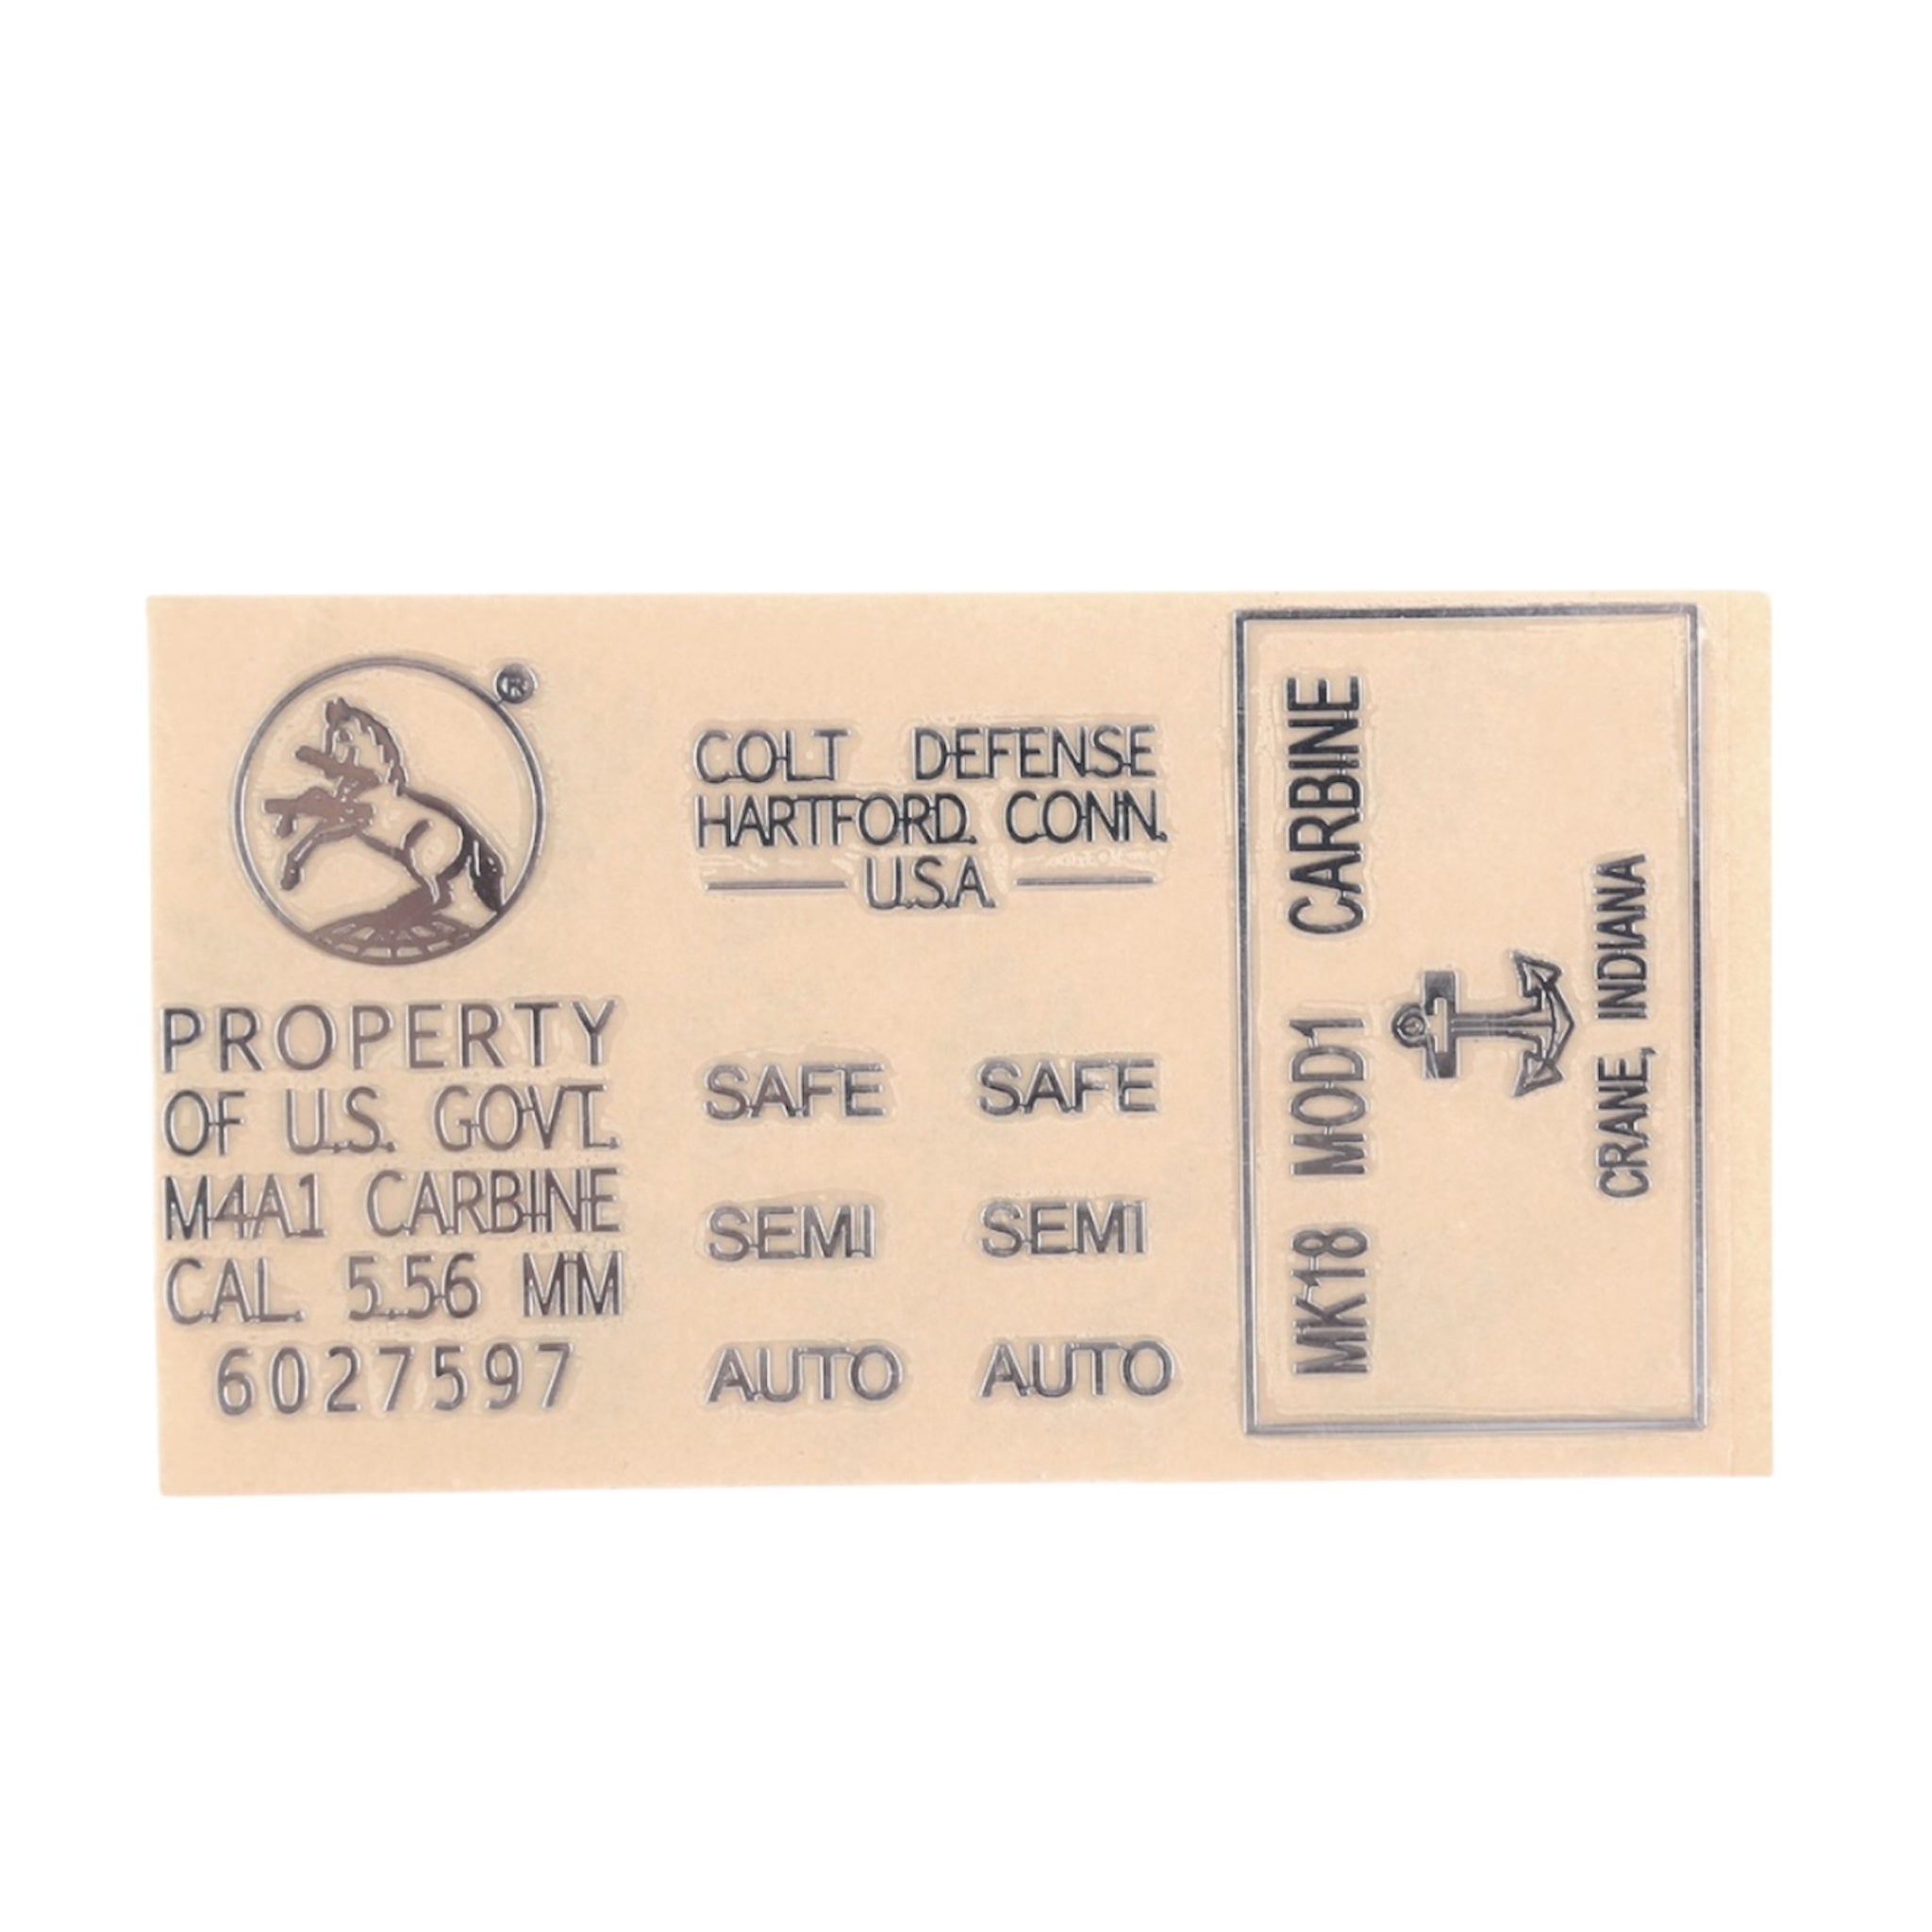 ®
PROPERTY
OF U.S. GOVT.
M4A1 CARBINE
CAL. 5.56 MM
6027597
COLT DEFENSE
HARTFORD. CONN.
U.S.A.
SAFE SAFE
SEMI SEMI
AUTO AUTO
MK18 MOD1 CARBINE
CRANE, INDIANA